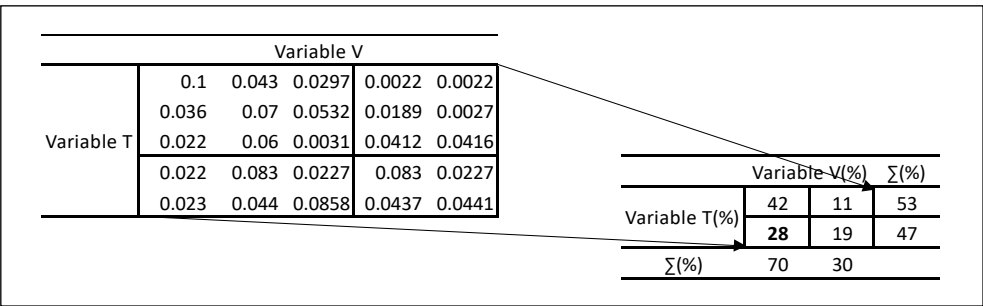 Variable V
0.1 0.043 0.0297 0.0022 0.0022
0.036 0.07 0.0532 0.0189 0.0027
Variable T 0.022 0.06 0.0031 0.0412 0.0416
0.022 0.083 0.0227 0.083 0.0227
0.023 0.044 0.0858 0.0437 0.0441
Variable V(%) ∑(%)
Variable T(%)
42 11 53
28 19 47
∑(%) 70 30